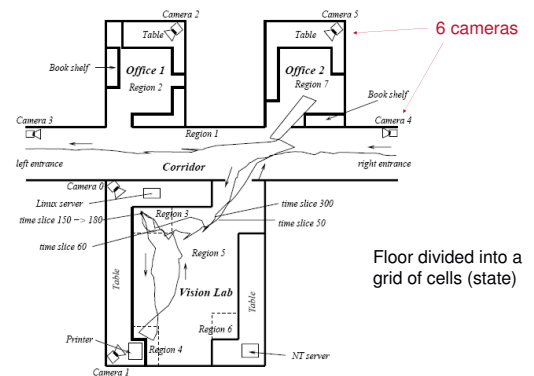 Camera 2
Camera 5
Table
Table
6 cameras
Book shelf
Office 1
Region 2
Office 2
Region 7
Book shelf
Camera 3
Region 1
Camera 4
left entrance
Corridor
right entrance
Camera 0
Linux server
time slice 150 −> 180
Region 3
time slice 300
time slice 50
time slice 60
Region 5
Floor divided into a
grid of cells (state)
Table
Vision Lab
Table
Printer
Region 6
Region 4
NT server
Camera 1